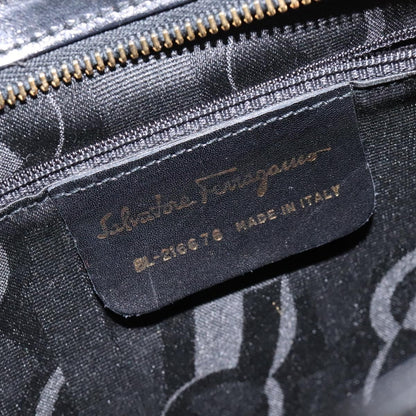 Salvatore Ferragamo
BL-216676 MADE IN ITALY